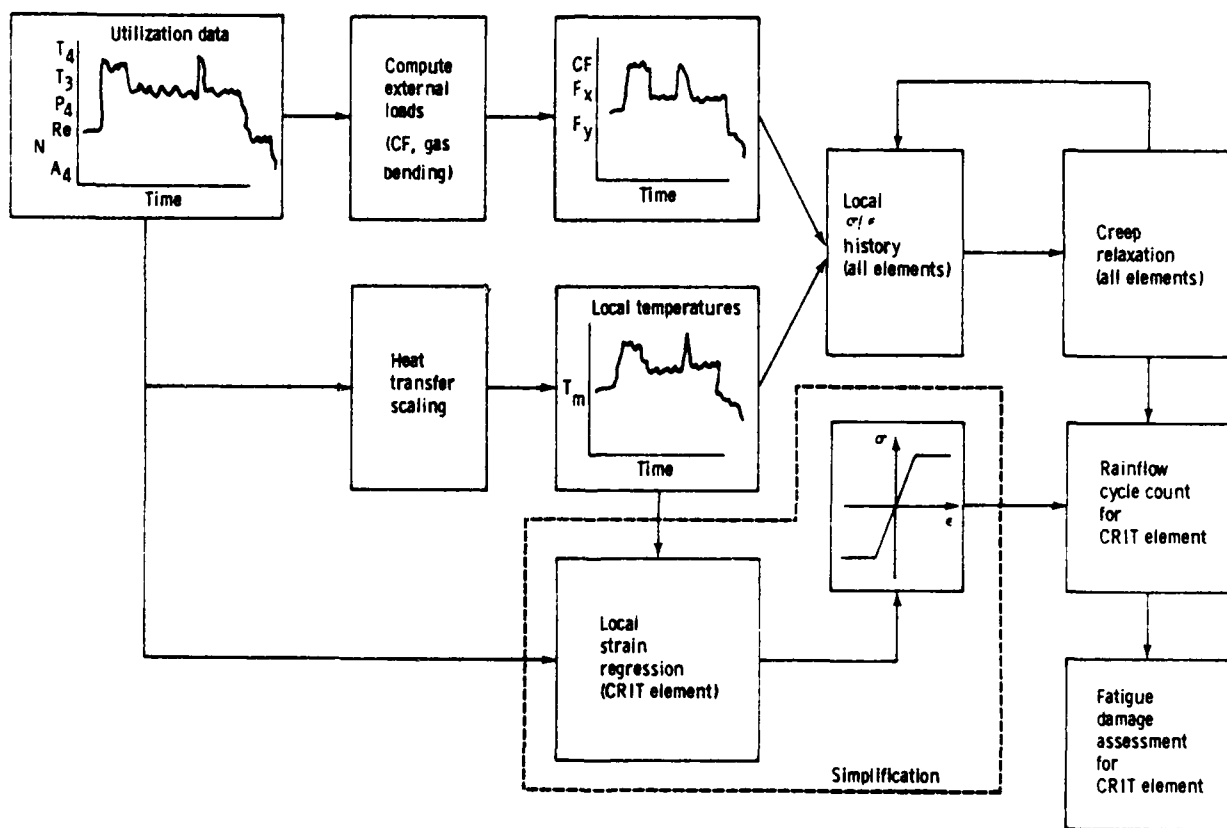 Utilization data
T4
T3
P4
Re
N
A4
Time
Compute
external
loads
(CF, gas
bending)
CF
Fx
Fy
Time
Local
σ/ε
history
(all elements)
Creep
relaxation
(all elements)
Heat
transfer
scaling
Local temperatures
Tm
Time
σ
ε
Rainflow
cycle count
for
CRIT element
Local
strain
regression
(CRIT element)
Simplification
Fatigue
damage
assessment
for
CRIT element